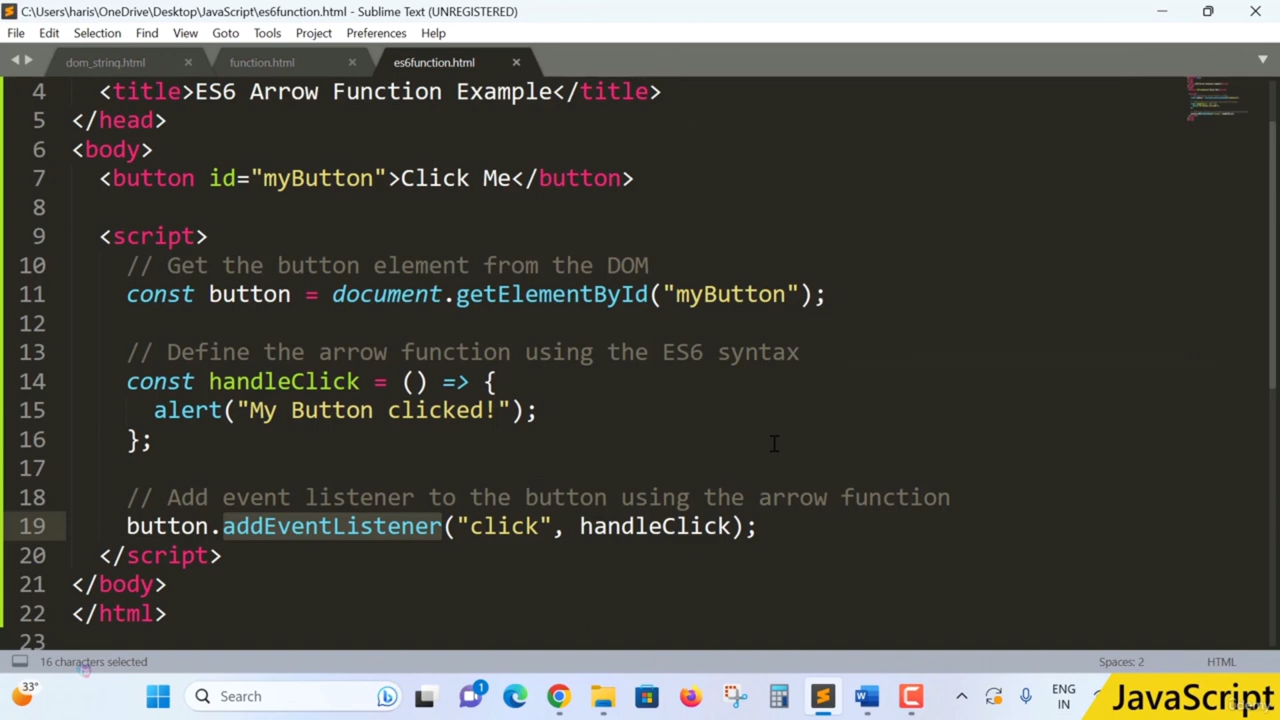 C:\Users\haris\OneDrive\Desktop\JavaScript\es6function.html - Sublime Text (UNREGISTERED)
File Edit Selection Find View Goto Tools Project Preferences Help
dom_string.html function.html es6function.html
4 <title>ES6 Arrow Function Example</title>
5 </head>
6 <body>
7 <button id="myButton">Click Me</button>
8
9 <script>
10 // Get the button element from the DOM
11 const button = document.getElementById("myButton");
12
13 // Define the arrow function using the ES6 syntax
14 const handleClick = () => {
15 alert("My Button clicked!");
16 };
17
18 // Add event listener to the button using the arrow function
19 button.addEventListener("click", handleClick);
20 </script>
21 </body>
22 </html>
23
16 characters selected Spaces: 2 HTML
33° Search 1 ENG
IN
JavaScript
Udemy